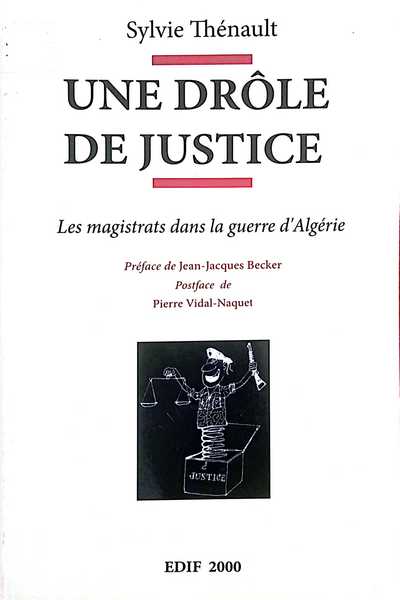 Sylvie Thénault
UNE DRÔLE
DE JUSTICE
Les magistrats dans la guerre d'Algérie
Préface de Jean-Jacques Becker
Postface de
Pierre Vidal-Naquet
JUSTICE
EDIF 2000